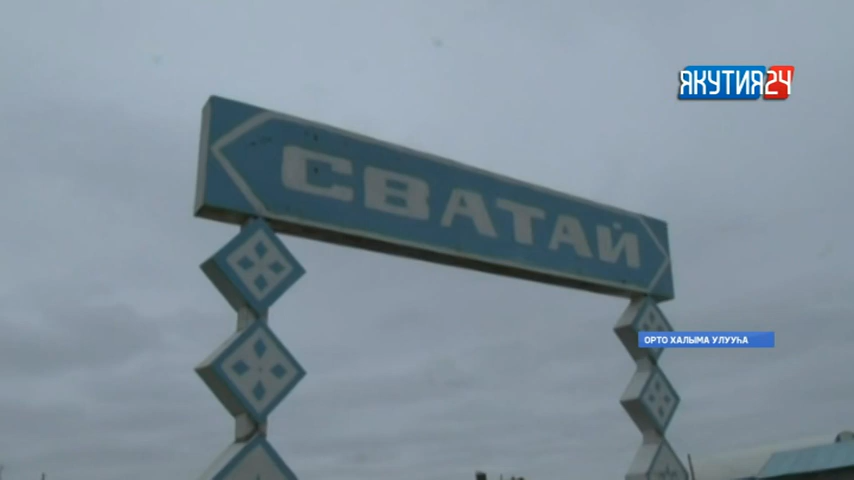 ЯКУТИЯ24
СВАТАЙ
ОРТО ХАЛЫМА УЛУУҺА